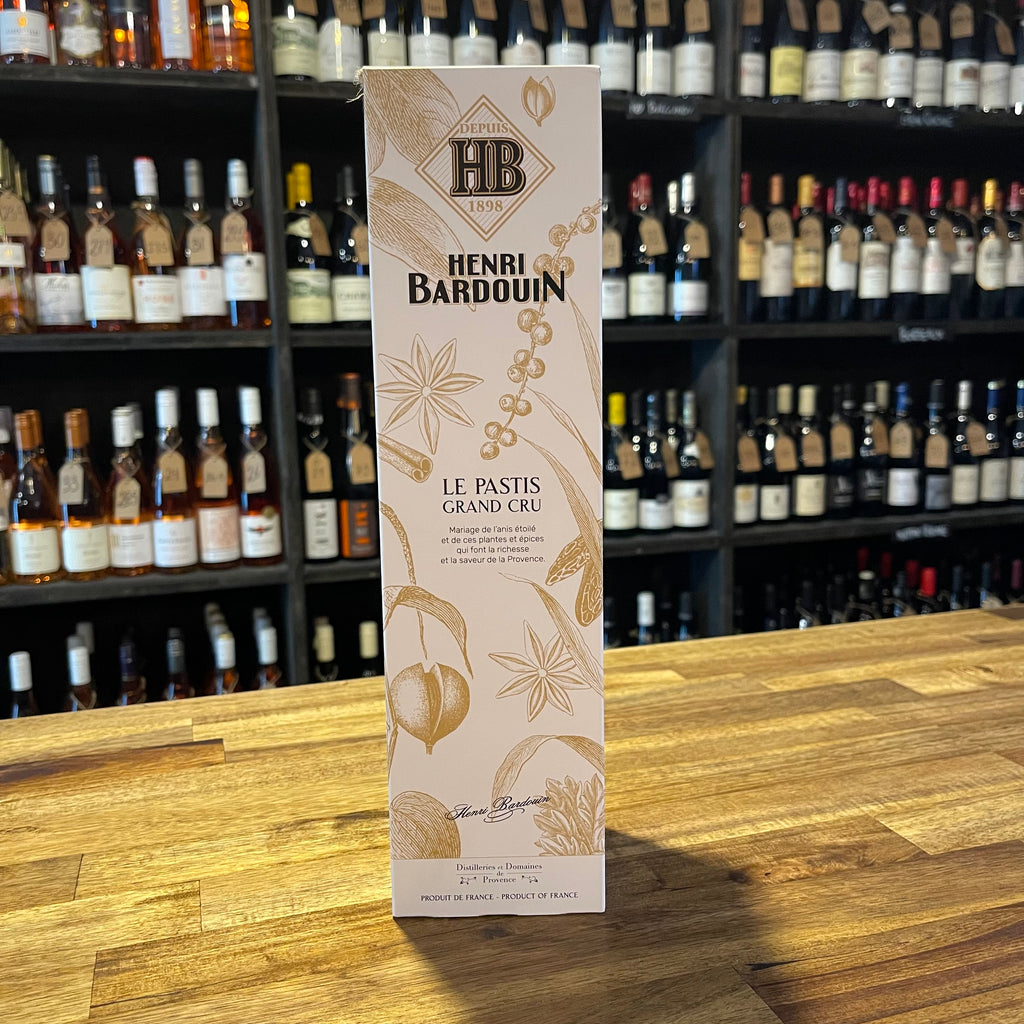 DEPUIS
HB
1898
HENRI
BARDOUIN
LE PASTIS
GRAND CRU
Mariage de l'anis étoilé
et de ces plantes et épices
qui font la richesse
et la saveur de la Provence.
Henri Bardouin
Distilleries et Domaines
de
Provence
PRODUIT DE FRANCE - PRODUCT OF FRANCE